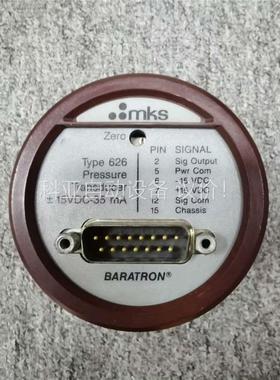 mks
Zero
PIN SIGNAL
Type 626
Pressure
Transducer
± 15VDC-35 mA
2 Sig Output
5 Pwr Com
6 -15 VDC
7 +15 VDC
12 Sig Com
15 Chassis
BARATRON®